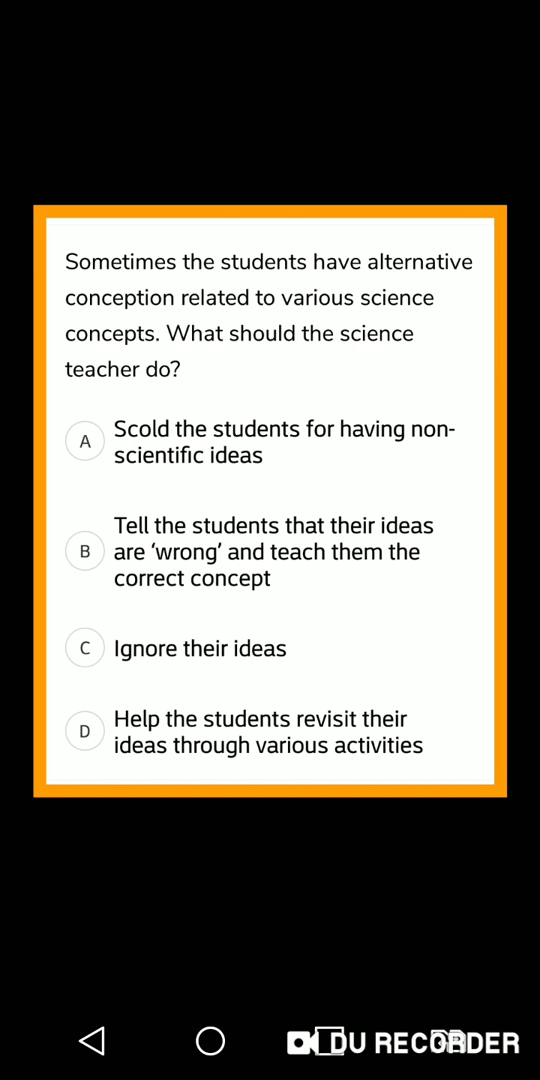 Sometimes the students have alternative
conception related to various science
concepts. What should the science
teacher do?
A
Scold the students for having non-
scientific ideas
B
Tell the students that their ideas
are ‘wrong’ and teach them the
correct concept
C
Ignore their ideas
D
Help the students revisit their
ideas through various activities
DU RECORDER